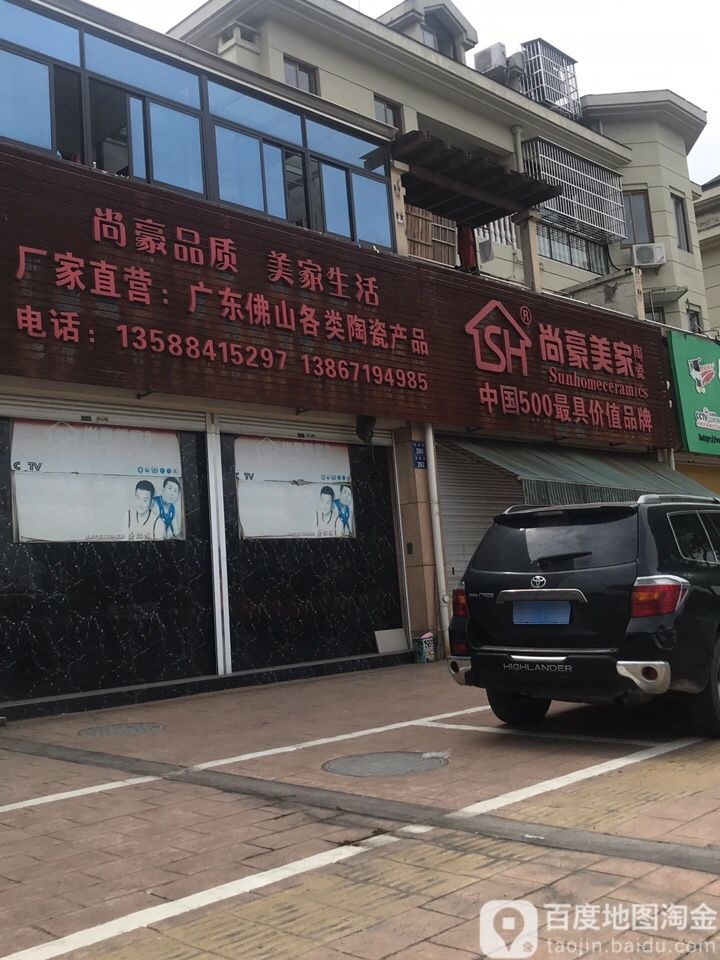 尚豪品质 美家生活
厂家直营：广东佛山各类陶瓷产品
电话：13588415297 13867194985
SH
®
尚豪美家
陶瓷
Sunhomeceramics
中国500最具价值品牌
HIGHLANDER
百度地图淘金
taojin.baidu.com